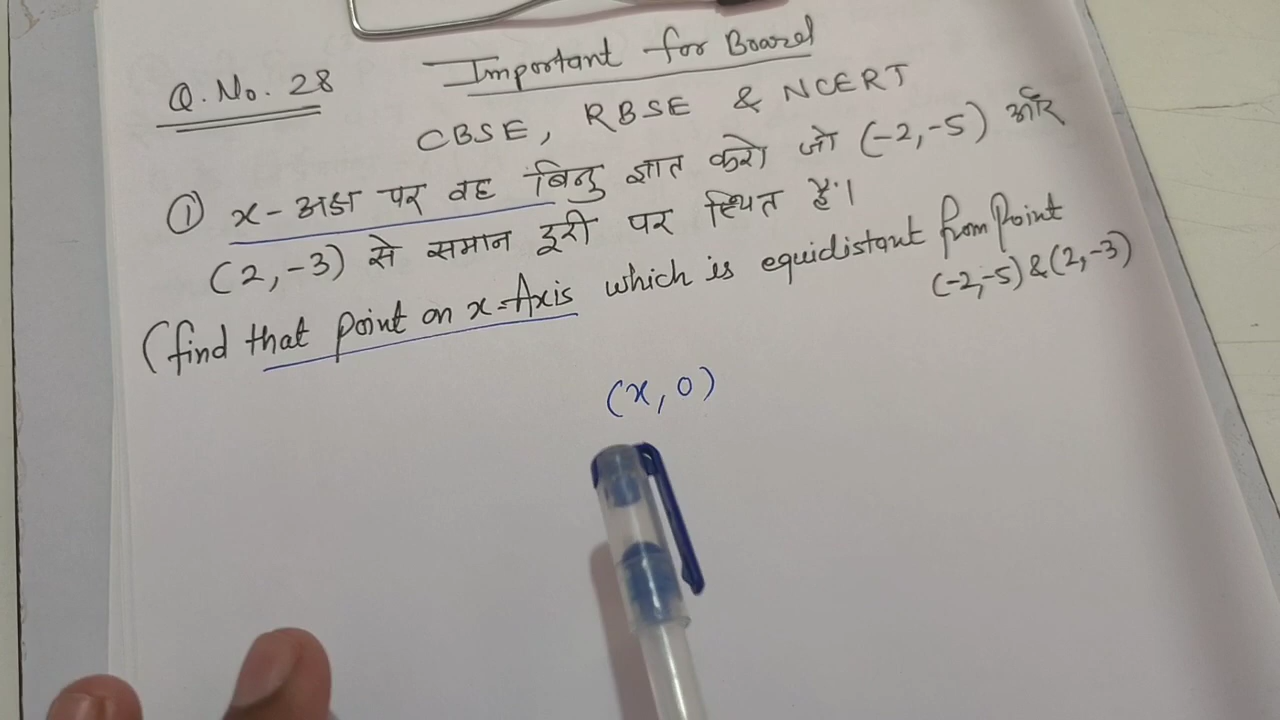 Q.No. 28
Important for Board
CBSE, RBSE & NCERT
① x-अक्ष पर वह बिन्दु ज्ञात करो जो (-2,-5) और
(2,-3) से समान दूरी पर स्थित हैं।
(find that point on x-Axis which is equidistant from Point
(-2,-5) & (2,-3)
(x, 0)